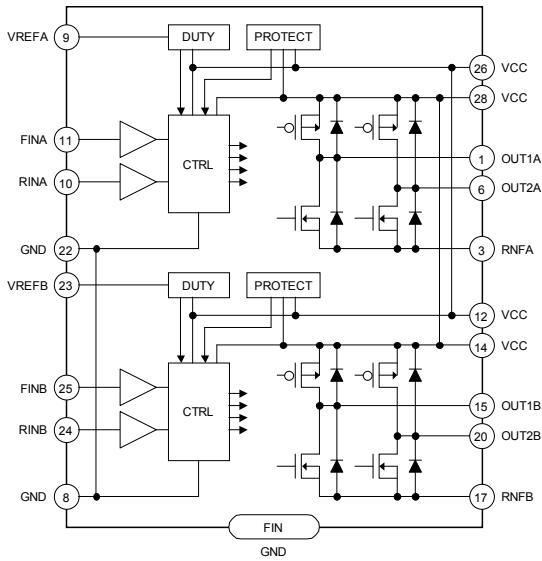 VREFA 9 DUTY PROTECT
26 VCC
28 VCC
FINA 11
CTRL
1 OUT1A
RINA 10
6 OUT2A
GND 22
3 RNFA
VREFB 23 DUTY PROTECT
12 VCC
14 VCC
FINB 25
CTRL
15 OUT1B
RINB 24
20 OUT2B
GND 8
17 RNFB
FIN
GND